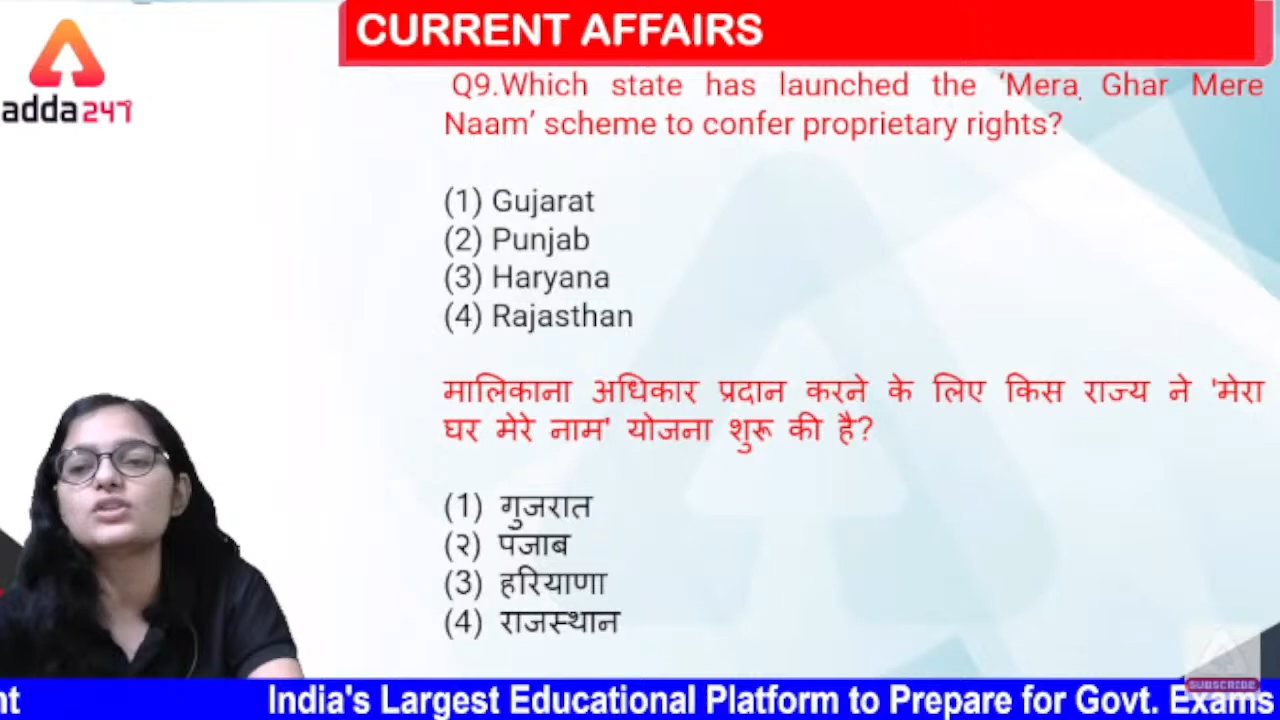 CURRENT AFFAIRS
adda247
Q9.Which state has launched the ‘Mera Ghar Mere
Naam’ scheme to confer proprietary rights?
(1) Gujarat
(2) Punjab
(3) Haryana
(4) Rajasthan
मालिकाना अधिकार प्रदान करने के लिए किस राज्य ने 'मेरा
घर मेरे नाम' योजना शुरू की है?
(1) गुजरात
(२) पंजाब
(3) हरियाणा
(4) राजस्थान
SUBSCRIBE
nt India's Largest Educational Platform to Prepare for Govt. Exams